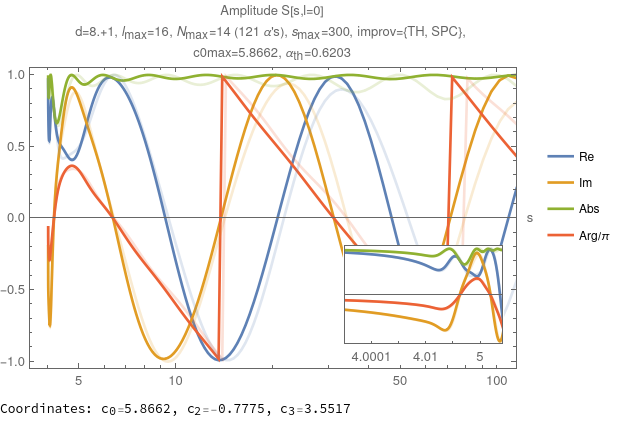 Amplitude S[s,l=0]
d=8.+1, lmax=16, Nmax=14 (121 α's), smax=300, improv={TH, SPC},
c0max=5.8662, αth=0.6203
1.0
0.5
0.0
−0.5
−1.0
5 10 50 100
s
4.0001 4.01 5
Re
Im
Abs
Arg/π
Coordinates: c0=5.8662, c2=-0.7775, c3=3.5517